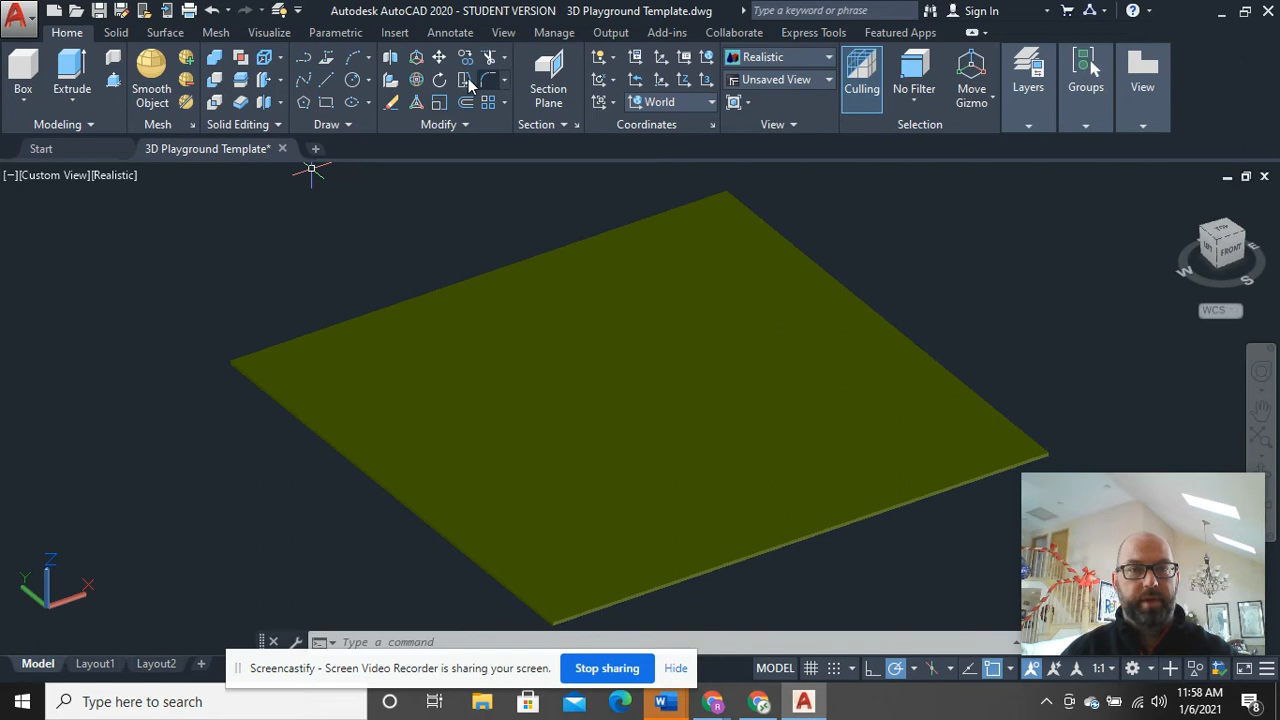 Autodesk AutoCAD 2020 - STUDENT VERSION 3D Playground Template.dwg
Type a keyword or phrase
Sign In
Home Solid Surface Mesh Visualize Parametric Insert Annotate View Manage Output Add-ins Collaborate Express Tools Featured Apps
Box Extrude Smooth Object Section Plane
Realistic
Unsaved View
World
Culling No Filter Move Gizmo Layers Groups View
Modeling Mesh Solid Editing Draw Modify Section Coordinates View Selection
Start 3D Playground Template*
[−][Custom View][Realistic]
TOP
LEFT
FRONT
W
S
E
WCS
Z
Y
X
Type a command
Model Layout1 Layout2
Screencastify - Screen Video Recorder is sharing your screen.
Stop sharing
Hide
MODEL
1:1
Type here to search
11:58 AM
1/6/2021
8